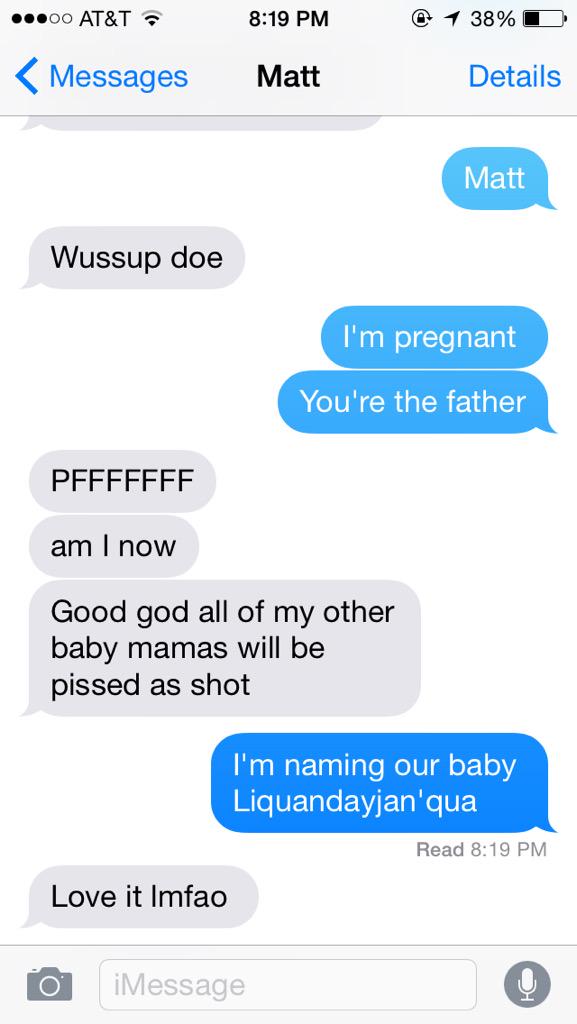 AT&T 8:19 PM 38%
Messages Matt Details
Matt
Wussup doe
I'm pregnant
You're the father
PFFFFFFF
am I now
Good god all of my other
baby mamas will be
pissed as shot
I'm naming our baby
Liquandayjan'qua
Read 8:19 PM
Love it lmfao
iMessage